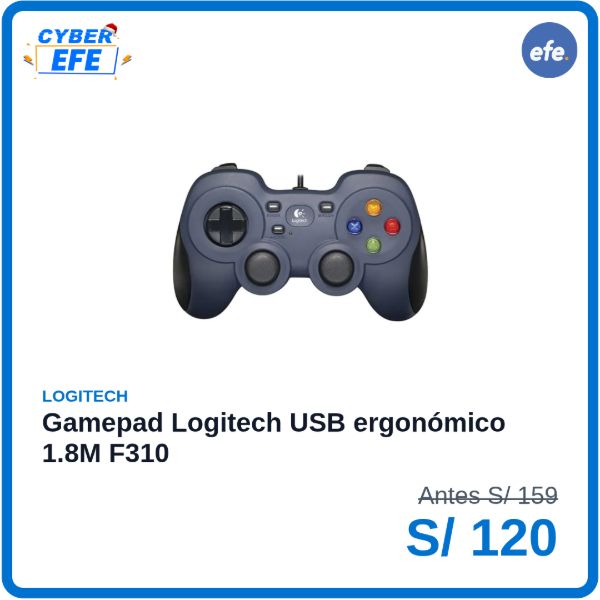 CYBER
EFE
efe.
Logitech
LOGITECH
Gamepad Logitech USB ergonómico
1.8M F310
Antes S/ 159
S/ 120